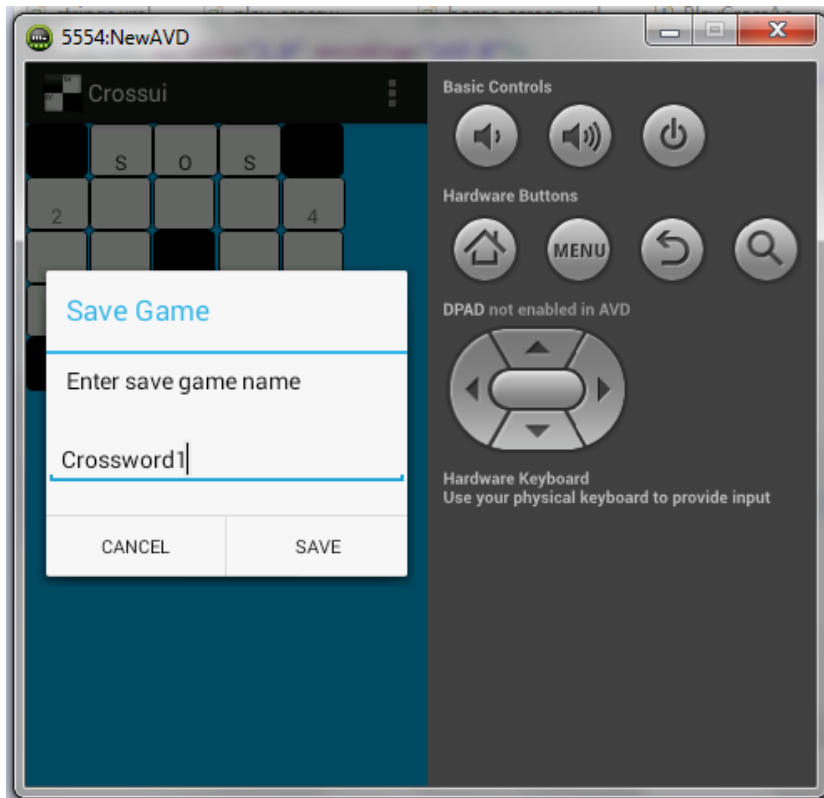 5554:NewAVD
Crossui
S O S
2 4
Save Game
Enter save game name
Crossword1
CANCEL SAVE
Basic Controls
Hardware Buttons
MENU
DPAD not enabled in AVD
Hardware Keyboard
Use your physical keyboard to provide input